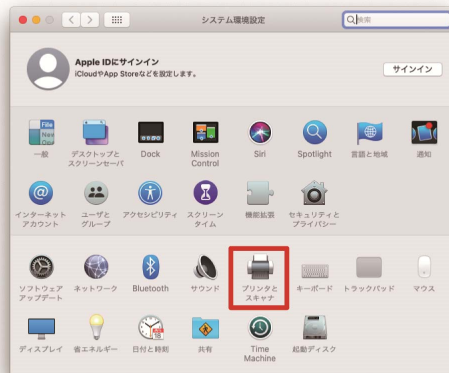 システム環境設定
検索
Apple IDにサインイン
iCloudやApp Storeなどを設定します。
サインイン
File
New
一般
デスクトップと
スクリーンセーバ
Dock
Mission
Control
Siri
Spotlight
言語と地域
通知
インターネット
アカウント
ユーザと
グループ
アクセシビリティ
スクリーン
タイム
機能拡張
セキュリティと
プライバシー
ソフトウェア
アップデート
ネットワーク
Bluetooth
サウンド
プリンタと
スキャナ
キーボード
トラックパッド
マウス
ディスプレイ
省エネルギー
日付と時刻
共有
Time
Machine
起動ディスク